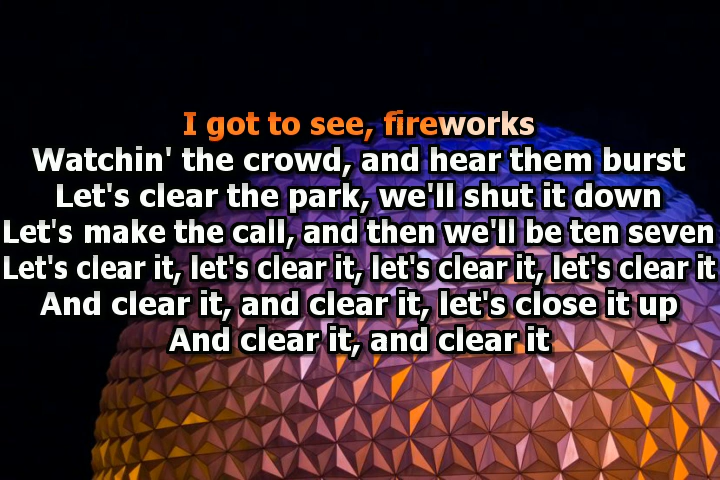 I got to see, fireworks
Watchin' the crowd, and hear them burst
Let's clear the park, we'll shut it down
Let's make the call, and then we'll be ten seven
Let's clear it, let's clear it, let's clear it, let's clear it
And clear it, and clear it, let's close it up
And clear it, and clear it